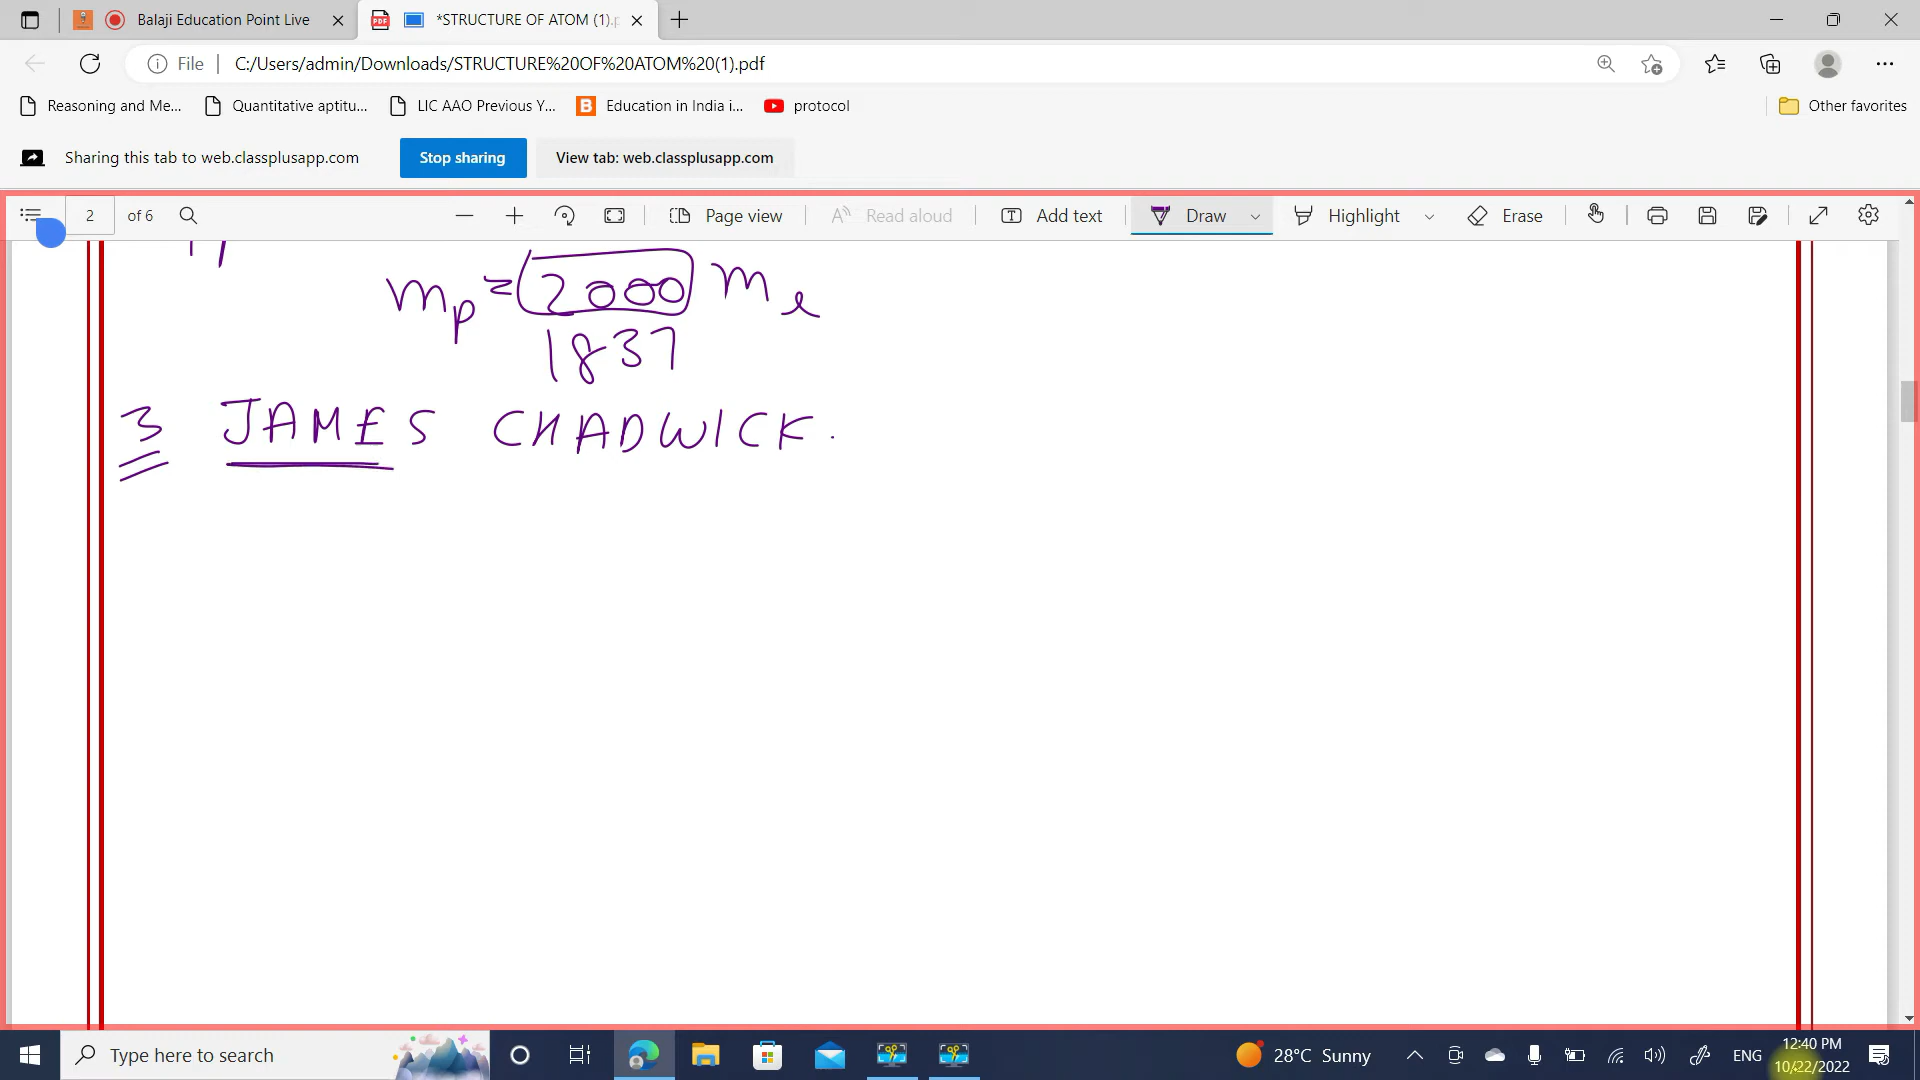 Balaji Education Point Live
*STRUCTURE OF ATOM (1).p
File
C:/Users/admin/Downloads/STRUCTURE%20OF%20ATOM%20(1).pdf
Reasoning and Me... Quantitative aptitu... LIC AAO Previous Y... Education in India i... protocol Other favorites
Sharing this tab to web.classplusapp.com Stop sharing View tab: web.classplusapp.com
2 of 6 Page view Read aloud Add text Draw Highlight Erase
mp = 2000 me
1837
3 JAMES CHADWICK.
Type here to search 28°C Sunny ENG 12:40 PM
10/22/2022